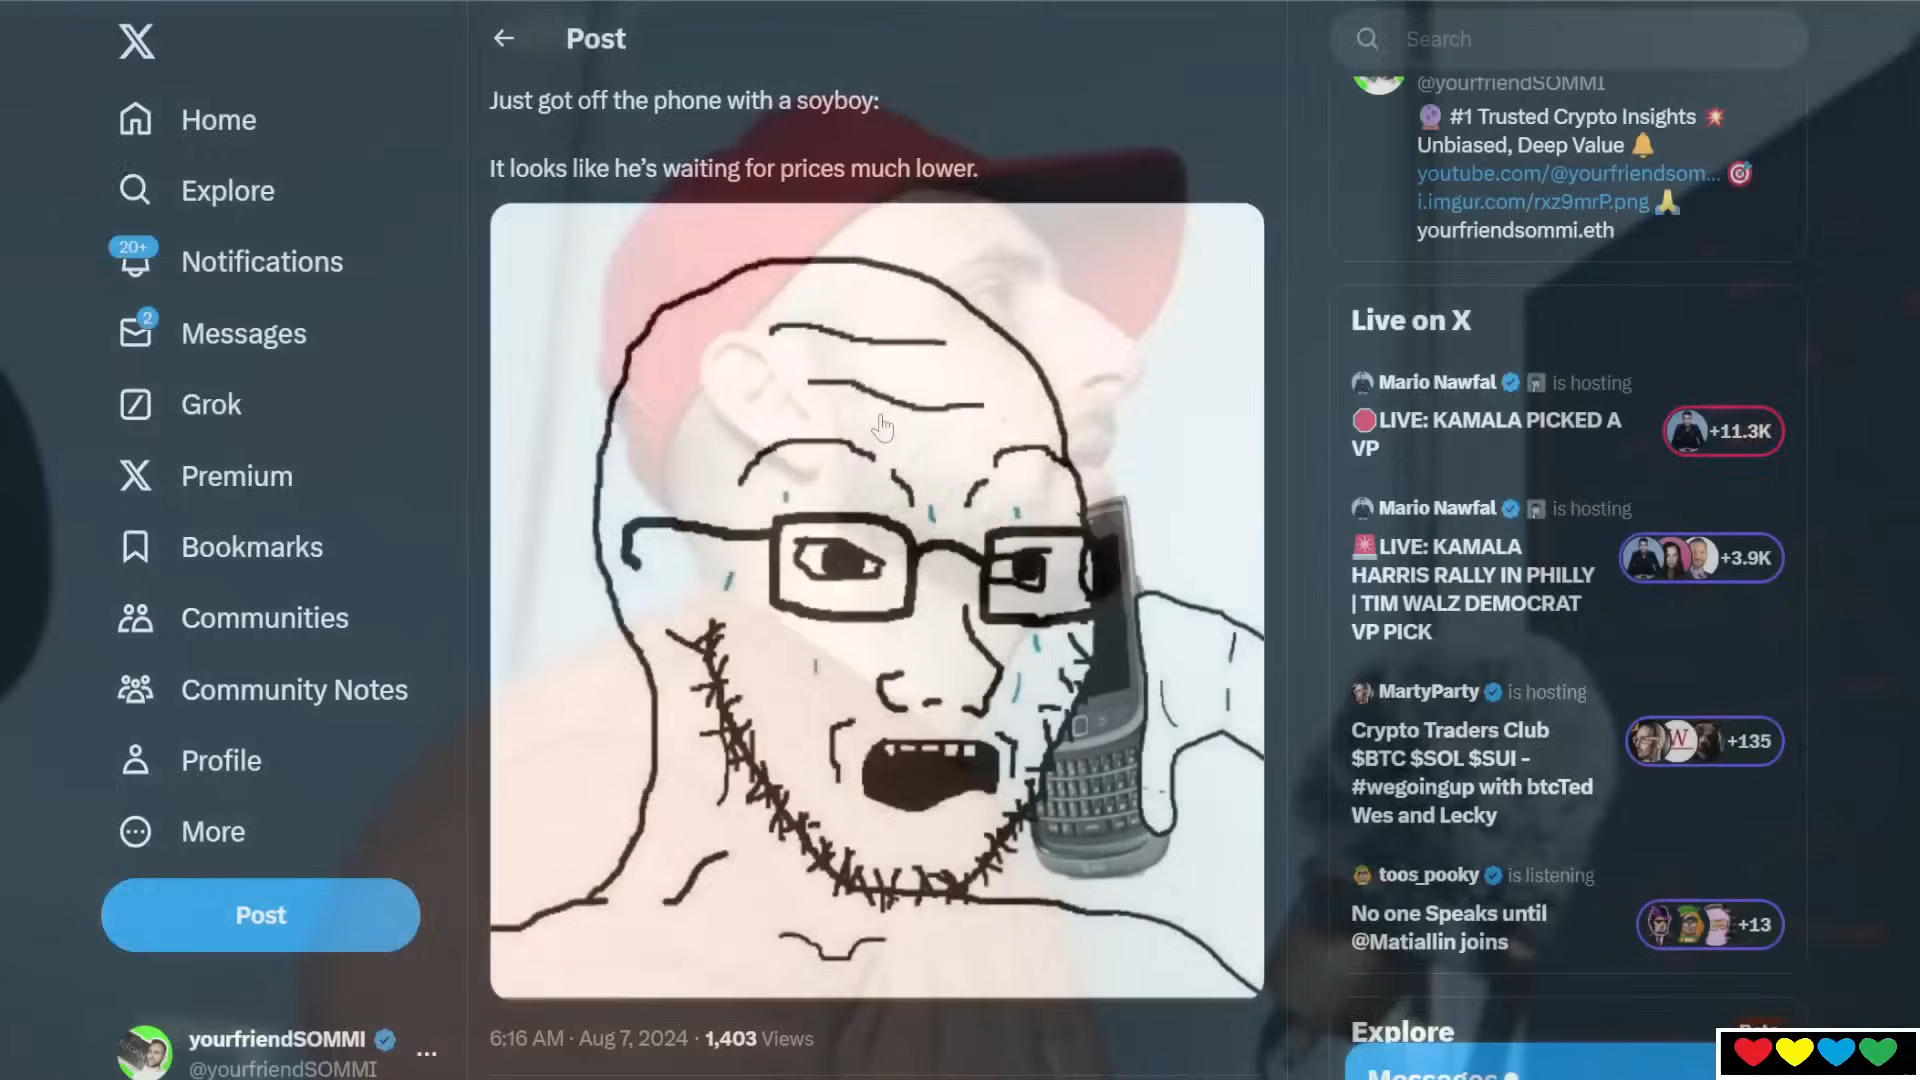 Home
Explore
20+
Notifications
2
Messages
Grok
Premium
Bookmarks
Communities
Community Notes
Profile
More
Post
yourfriendSOMMI
@yourfriendSOMMI
Post
Just got off the phone with a soyboy:
It looks like he's waiting for prices much lower.
6:16 AM · Aug 7, 2024 · 1,403 Views
Search
@yourfriendSOMMI
🔮 #1 Trusted Crypto Insights 💥
Unbiased, Deep Value 🔔
youtube.com/@yourfriendsom... 🎯
i.imgur.com/rxz9mrP.png 🙏
yourfriendsommi.eth
Live on X
Mario Nawfal is hosting
🛑LIVE: KAMALA PICKED A
VP
+11.3K
Mario Nawfal is hosting
🚨LIVE: KAMALA
HARRIS RALLY IN PHILLY
| TIM WALZ DEMOCRAT
VP PICK
+3.9K
MartyParty is hosting
Crypto Traders Club
$BTC $SOL $SUI -
#wegoingup with btcTed
Wes and Lecky
+135
toos_pooky is listening
No one Speaks until
@Matiallin joins
+13
Explore
Messages